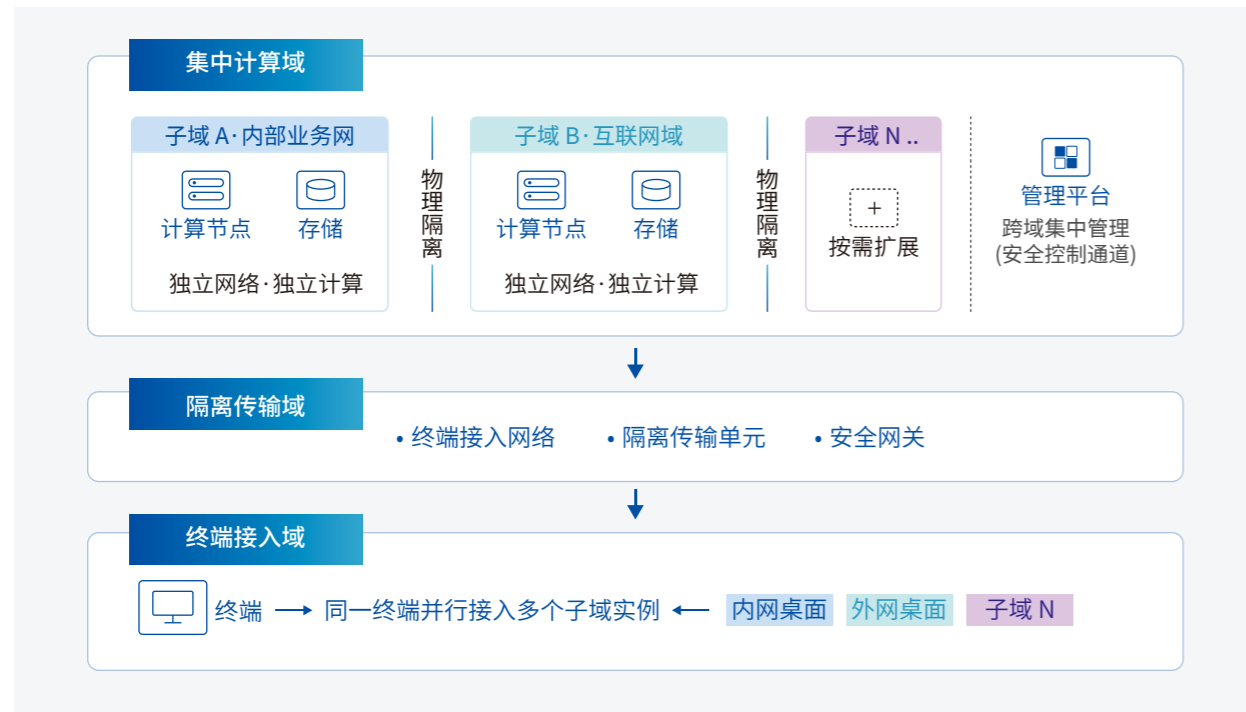 集中计算域
子域 A·内部业务网
计算节点
存储
独立网络·独立计算
物理隔离
子域 B·互联网域
计算节点
存储
独立网络·独立计算
物理隔离
子域 N ..
+
按需扩展
管理平台
跨域集中管理
(安全控制通道)
隔离传输域
• 终端接入网络
• 隔离传输单元
• 安全网关
终端接入域
终端
同一终端并行接入多个子域实例
内网桌面
外网桌面
子域 N